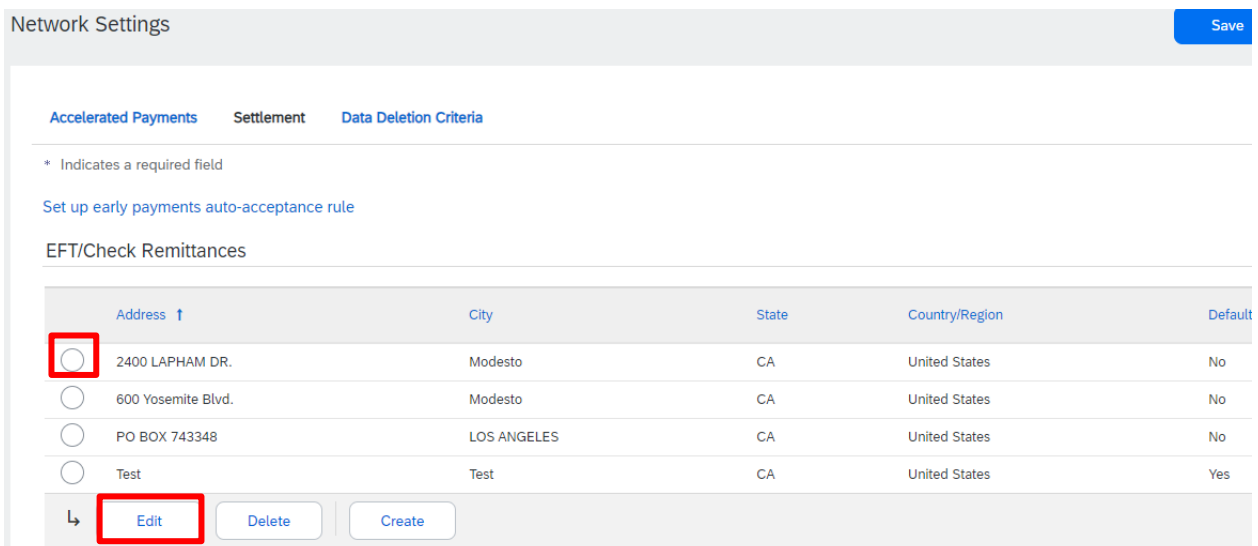 Network Settings
Save
Accelerated Payments Settlement Data Deletion Criteria
* Indicates a required field
Set up early payments auto-acceptance rule
EFT/Check Remittances
Address ↑ City State Country/Region Default
2400 LAPHAM DR. Modesto CA United States No
600 Yosemite Blvd. Modesto CA United States No
PO BOX 743348 LOS ANGELES CA United States No
Test Test CA United States Yes
Edit Delete Create